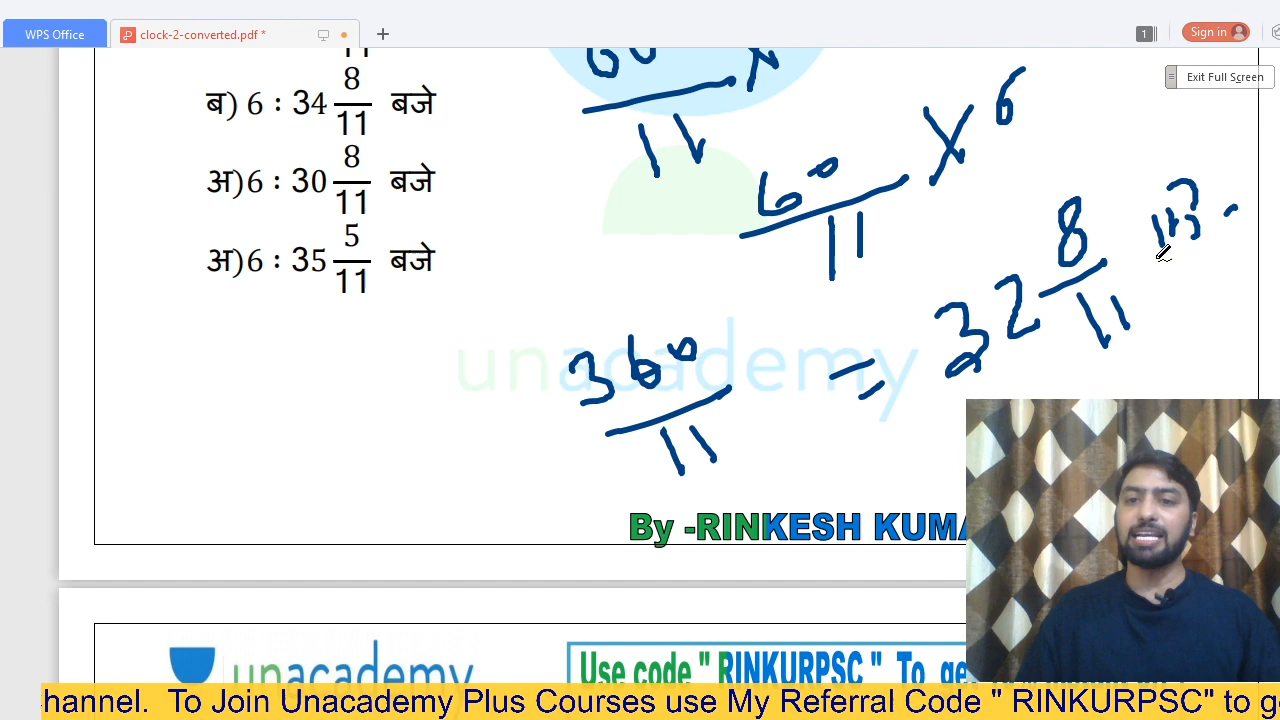 WPS Office
clock-2-converted.pdf *
+
1
Sign in
Exit Full Screen
11
ब) 6 : 34 8/11 बजे
अ)6 : 30 8/11 बजे
अ)6 : 35 5/11 बजे
60/11 X
60/11 X 6
360/11 = 32 8/11
unacademy
By -RINKESH KUMA
unacademy
Use code " RINKURPSC " To ge
hannel. To Join Unacademy Plus Courses use My Referral Code " RINKURPSC" to g